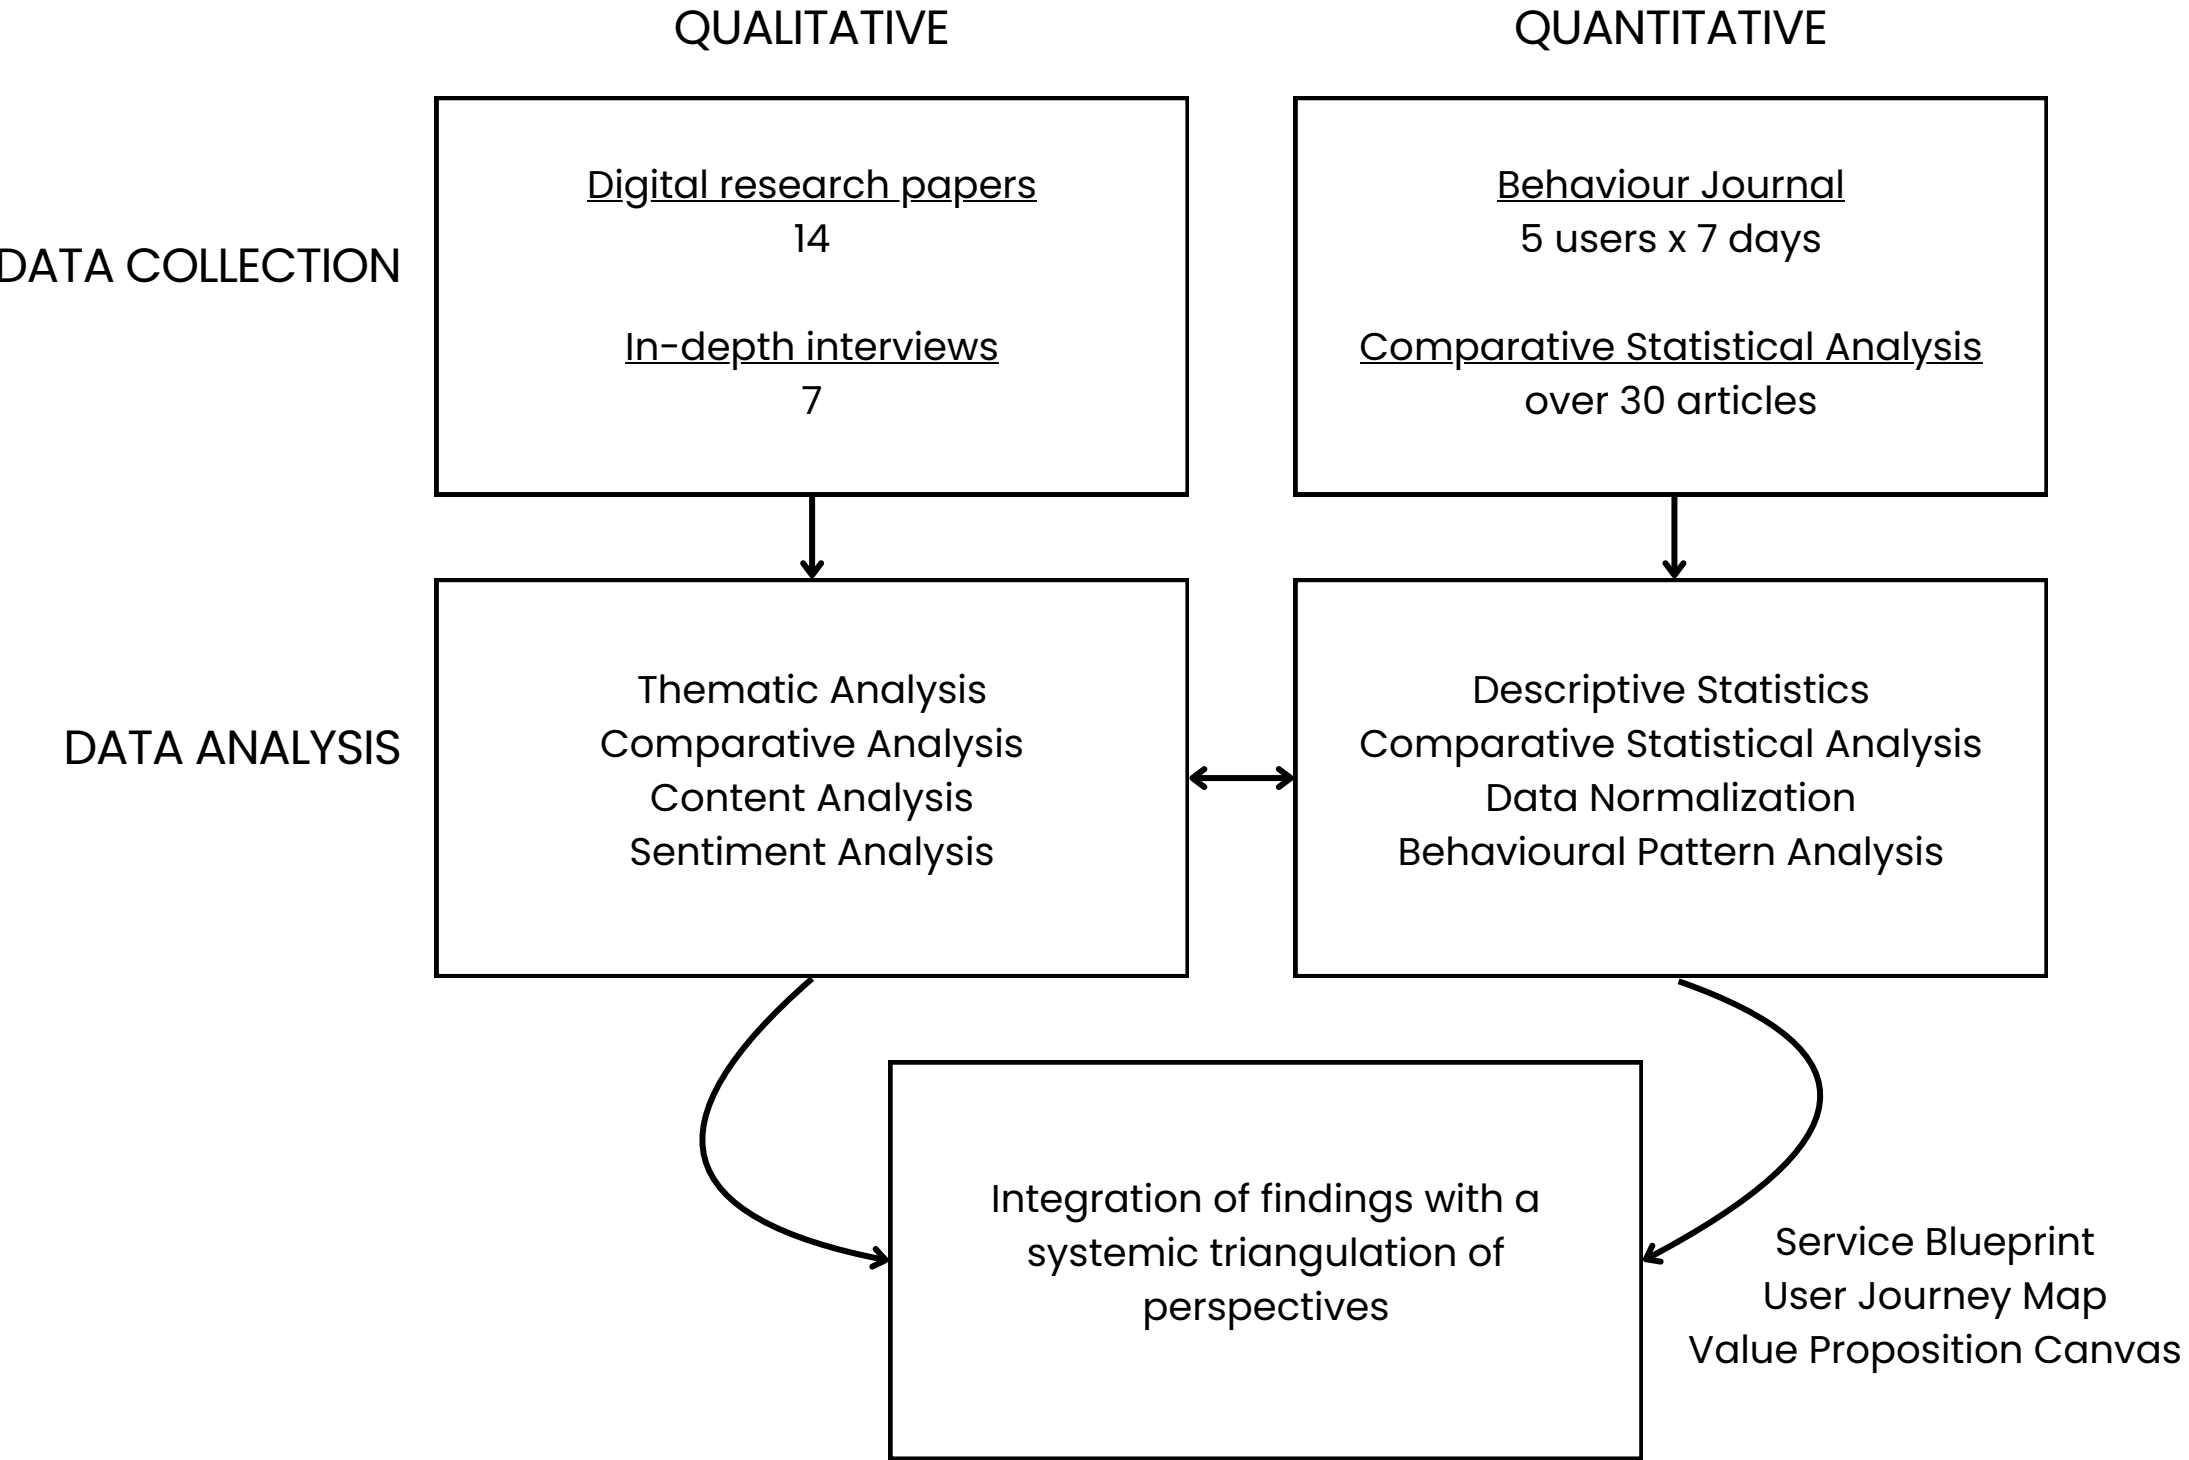 QUALITATIVE
QUANTITATIVE
DATA COLLECTION
Digital research papers
14
In-depth interviews
7
Behaviour Journal
5 users x 7 days
Comparative Statistical Analysis
over 30 articles
DATA ANALYSIS
Thematic Analysis
Comparative Analysis
Content Analysis
Sentiment Analysis
Descriptive Statistics
Comparative Statistical Analysis
Data Normalization
Behavioural Pattern Analysis
Integration of findings with a
systemic triangulation of
perspectives
Service Blueprint
User Journey Map
Value Proposition Canvas